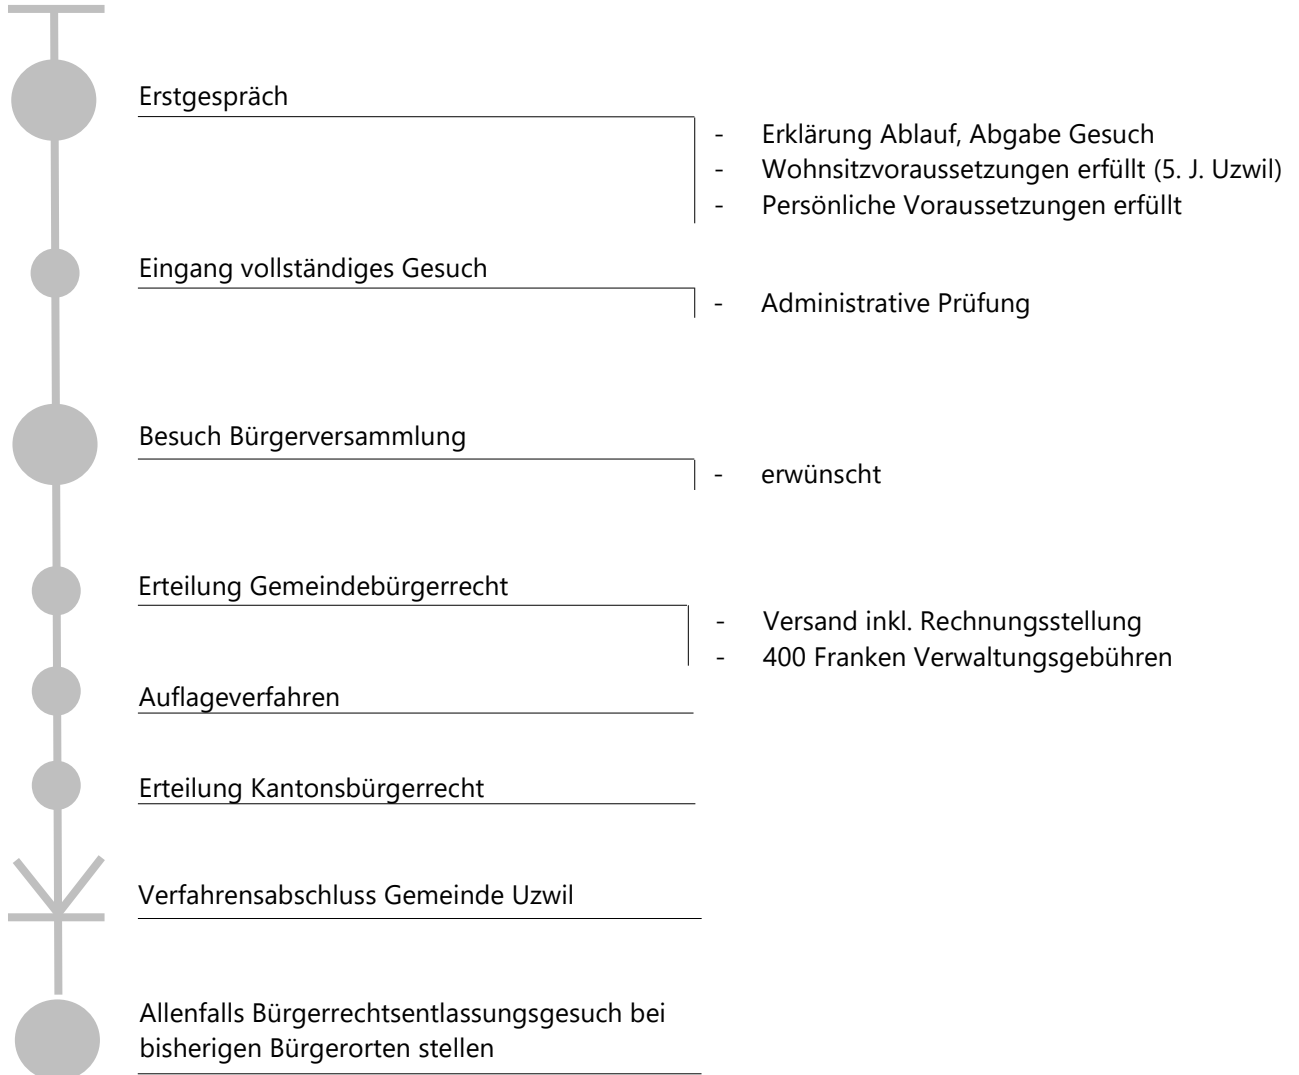 Erstgespräch
- Erklärung Ablauf, Abgabe Gesuch
- Wohnsitzvoraussetzungen erfüllt (5. J. Uzwil)
- Persönliche Voraussetzungen erfüllt
Eingang vollständiges Gesuch
- Administrative Prüfung
Besuch Bürgerversammlung
- erwünscht
Erteilung Gemeindebürgerrecht
- Versand inkl. Rechnungsstellung
- 400 Franken Verwaltungsgebühren
Auflageverfahren
Erteilung Kantonsbürgerrecht
Verfahrensabschluss Gemeinde Uzwil
Allenfalls Bürgerrechtsentlassungsgesuch bei
bisherigen Bürgerorten stellen